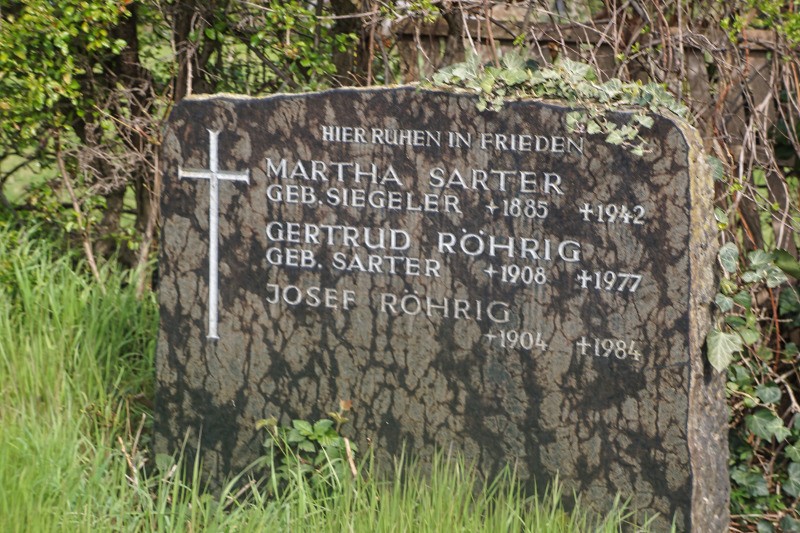 HIER RUHEN IN FRIEDEN
MARTHA SARTER
GEB. SIEGELER +1885 +1942
GERTRUD RÖHRIG
GEB. SARTER +1908 +1977
JOSEF RÖHRIG
+1904 +1984